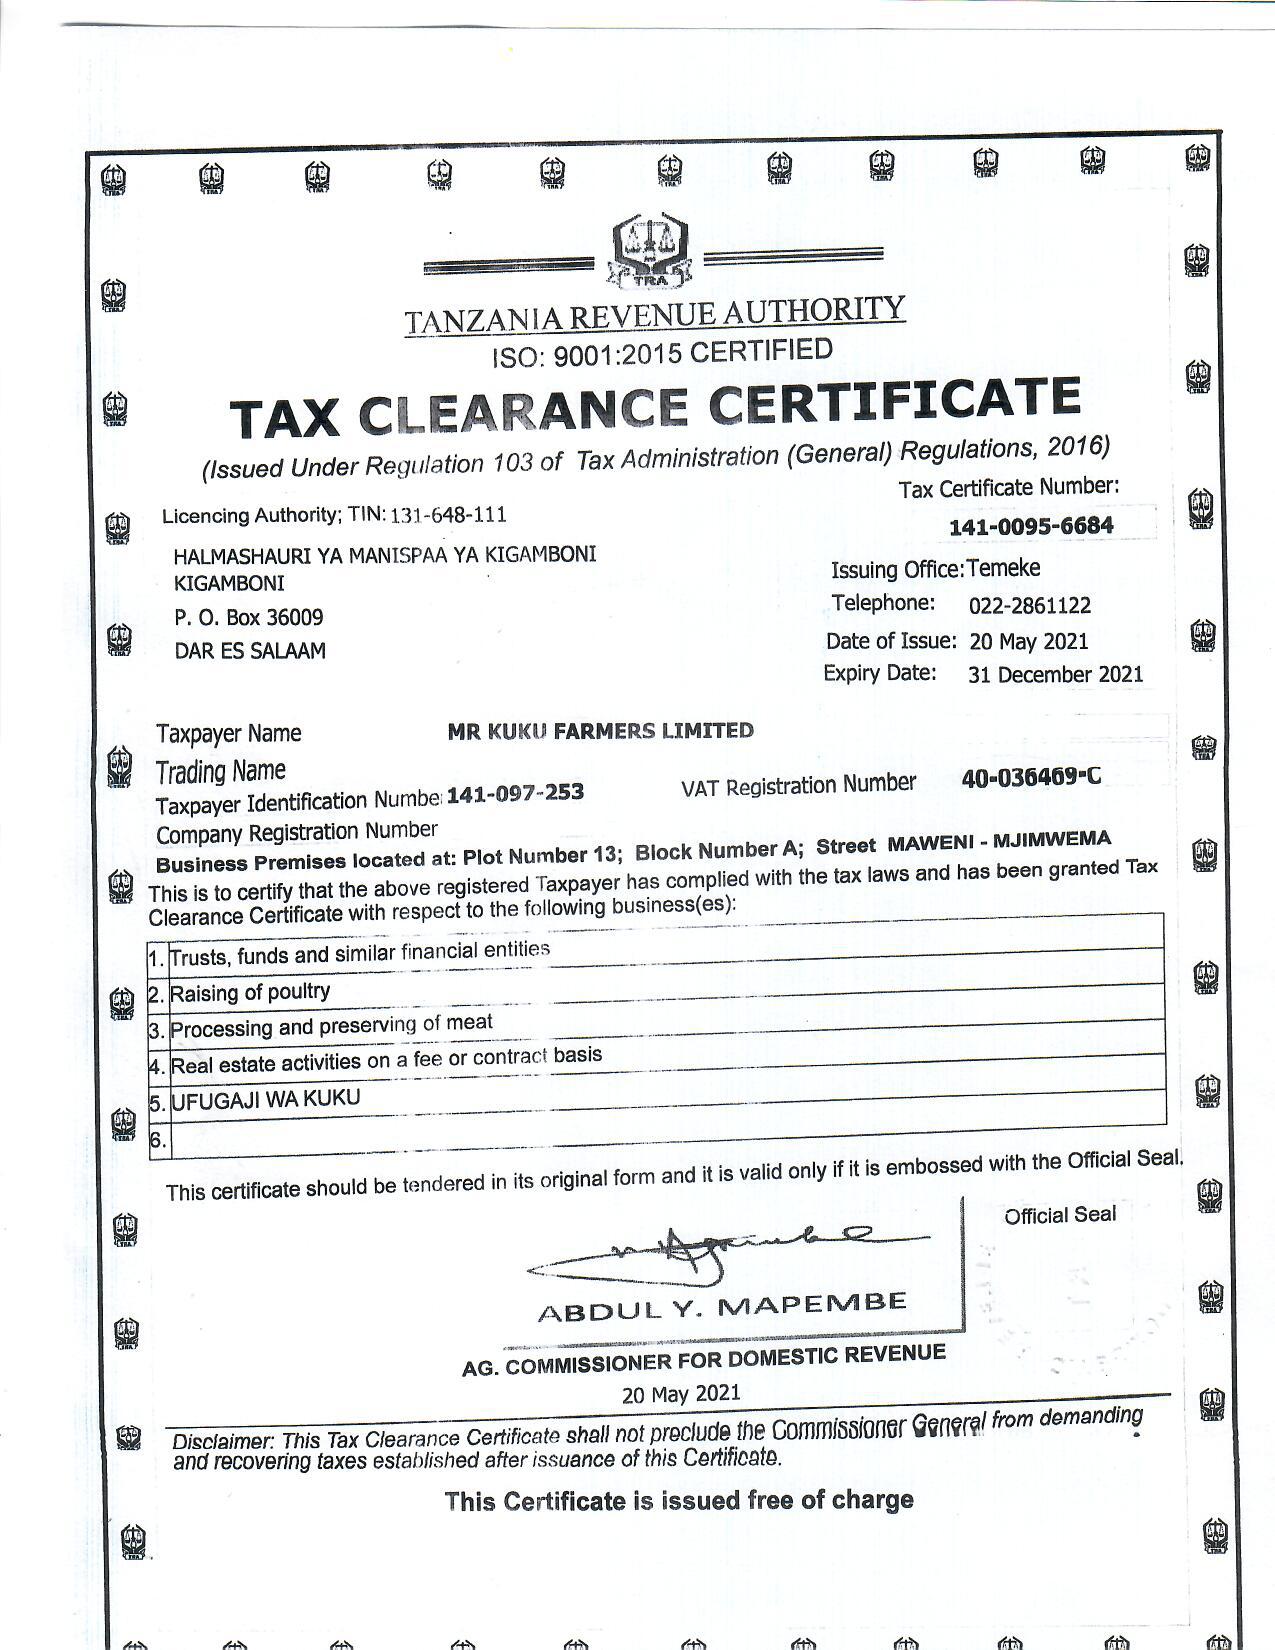 TRA
TANZANIA REVENUE AUTHORITY
ISO: 9001:2015 CERTIFIED
TAX CLEARANCE CERTIFICATE
(Issued Under Regulation 103 of Tax Administration (General) Regulations, 2016)
Tax Certificate Number:
141-0095-6684
Licencing Authority; TIN: 131-648-111
HALMASHAURI YA MANISPAA YA KIGAMBONI
KIGAMBONI
P. O. Box 36009
DAR ES SALAAM
Issuing Office: Temeke
Telephone: 022-2861122
Date of Issue: 20 May 2021
Expiry Date: 31 December 2021
Taxpayer Name MR KUKU FARMERS LIMITED
Trading Name
Taxpayer Identification Numbe 141-097-253 VAT Registration Number 40-036469-C
Company Registration Number
Business Premises located at: Plot Number 13; Block Number A; Street MAWENI - MJIMWEMA
This is to certify that the above registered Taxpayer has complied with the tax laws and has been granted Tax
Clearance Certificate with respect to the following business(es):
1. Trusts, funds and similar financial entities
2. Raising of poultry
3. Processing and preserving of meat
4. Real estate activities on a fee or contract basis
5. UFUGAJI WA KUKU
6.
This certificate should be tendered in its original form and it is valid only if it is embossed with the Official Seal.
Official Seal
ABDUL Y. MAPEMBE
AG. COMMISSIONER FOR DOMESTIC REVENUE
20 May 2021
Disclaimer: This Tax Clearance Certificate shall not preclude the Commissioner General from demanding
and recovering taxes established after issuance of this Certificate.
This Certificate is issued free of charge